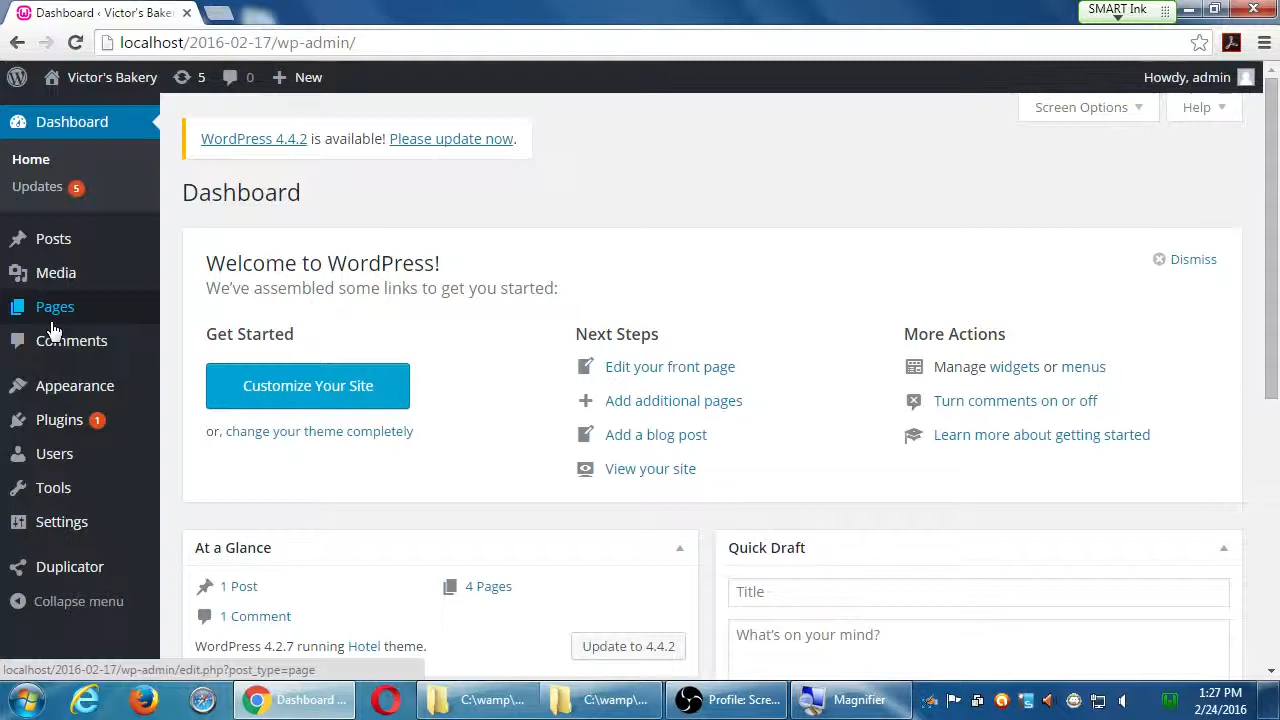 Dashboard ‹ Victor's Baker
SMART Ink
localhost/2016-02-17/wp-admin/
Victor's Bakery 5 0 New
Howdy, admin
Dashboard
Home
Updates 5
Posts
Media
Pages
Comments
Appearance
Plugins 1
Users
Tools
Settings
Duplicator
Collapse menu
Screen Options Help
WordPress 4.4.2 is available! Please update now.
Dashboard
Welcome to WordPress!
Dismiss
We've assembled some links to get you started:
Get Started
Customize Your Site
or, change your theme completely
Next Steps
Edit your front page
Add additional pages
Add a blog post
View your site
More Actions
Manage widgets or menus
Turn comments on or off
Learn more about getting started
At a Glance
1 Post
4 Pages
1 Comment
WordPress 4.2.7 running Hotel theme.
Update to 4.4.2
Quick Draft
Title
What's on your mind?
localhost/2016-02-17/wp-admin/edit.php?post_type=page
Dashboard ...
C:\wamp\...
C:\wamp\...
Profile: Scre...
Magnifier
1:27 PM
2/24/2016